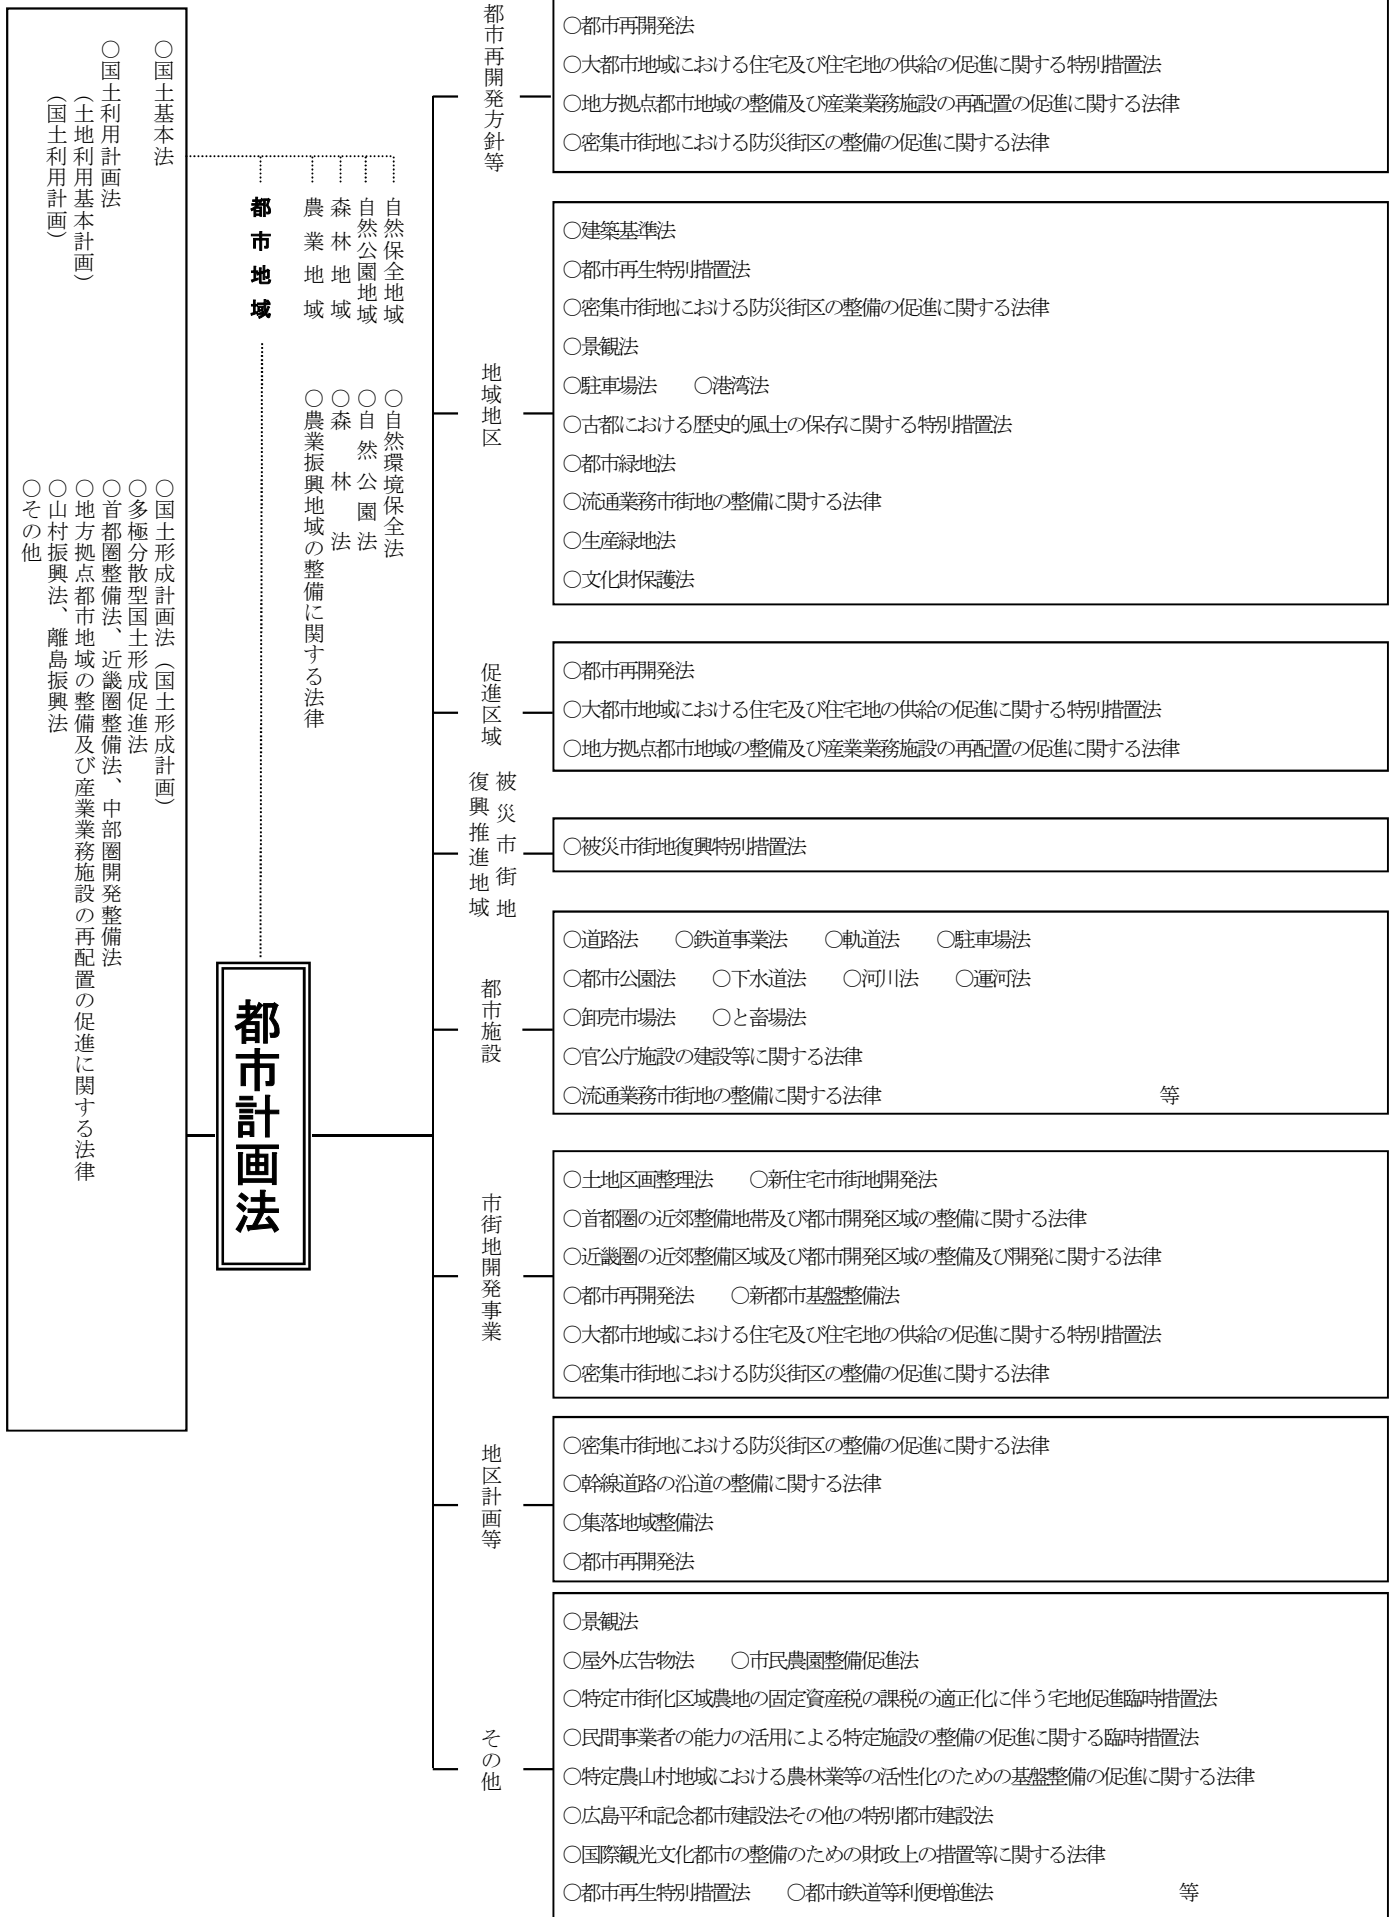 ○国土基本法
○国土利用計画法
(土地利用基本計画)
(国土利用計画)
○国土形成計画法(国土形成計画)
○多極分散型国土形成促進法
○首都圏整備法、近畿圏整備法、中部圏開発整備法
○地方拠点都市地域の整備及び産業業務施設の再配置の促進に関する法律
○山村振興法、離島振興法
○その他
自然保全地域
自然公園地域
森林地域
農業地域
都市地域
○自然環境保全法
○自然公園法
○森林法
○農業振興地域の整備に関する法律
都市計画法
都市再開発方針等
○都市再開発法
○大都市地域における住宅及び住宅地の供給の促進に関する特別措置法
○地方拠点都市地域の整備及び産業業務施設の再配置の促進に関する法律
○密集市街地における防災街区の整備の促進に関する法律
地域地区
○建築基準法
○都市再生特別措置法
○密集市街地における防災街区の整備の促進に関する法律
○景観法
○駐車場法 ○港湾法
○古都における歴史的風土の保存に関する特別措置法
○都市緑地法
○流通業務市街地の整備に関する法律
○生産緑地法
○文化財保護法
促進区域
○都市再開発法
○大都市地域における住宅及び住宅地の供給の促進に関する特別措置法
○地方拠点都市地域の整備及び産業業務施設の再配置の促進に関する法律
被災市街地
復興推進地域
○被災市街地復興特別措置法
都市施設
○道路法 ○鉄道事業法 ○軌道法 ○駐車場法
○都市公園法 ○下水道法 ○河川法 ○運河法
○卸売市場法 ○と畜場法
○官公庁施設の建設等に関する法律
○流通業務市街地の整備に関する法律 等
市街地開発事業
○土地区画整理法 ○新住宅市街地開発法
○首都圏の近郊整備地帯及び都市開発区域の整備に関する法律
○近畿圏の近郊整備区域及び都市開発区域の整備及び開発に関する法律
○都市再開発法 ○新都市基盤整備法
○大都市地域における住宅及び住宅地の供給の促進に関する特別措置法
○密集市街地における防災街区の整備の促進に関する法律
地区計画等
○密集市街地における防災街区の整備の促進に関する法律
○幹線道路の沿道の整備に関する法律
○集落地域整備法
○都市再開発法
その他
○景観法
○屋外広告物法 ○市民農園整備促進法
○特定市街化区域農地の固定資産税の課税の適正化に伴う宅地促進臨時措置法
○民間事業者の能力の活用による特定施設の整備の促進に関する臨時措置法
○特定農山村地域における農林業等の活性化のための基盤整備の促進に関する法律
○広島平和記念都市建設法その他の特別都市建設法
○国際観光文化都市の整備のための財政上の措置等に関する法律
○都市再生特別措置法 ○都市鉄道等利便増進法 等